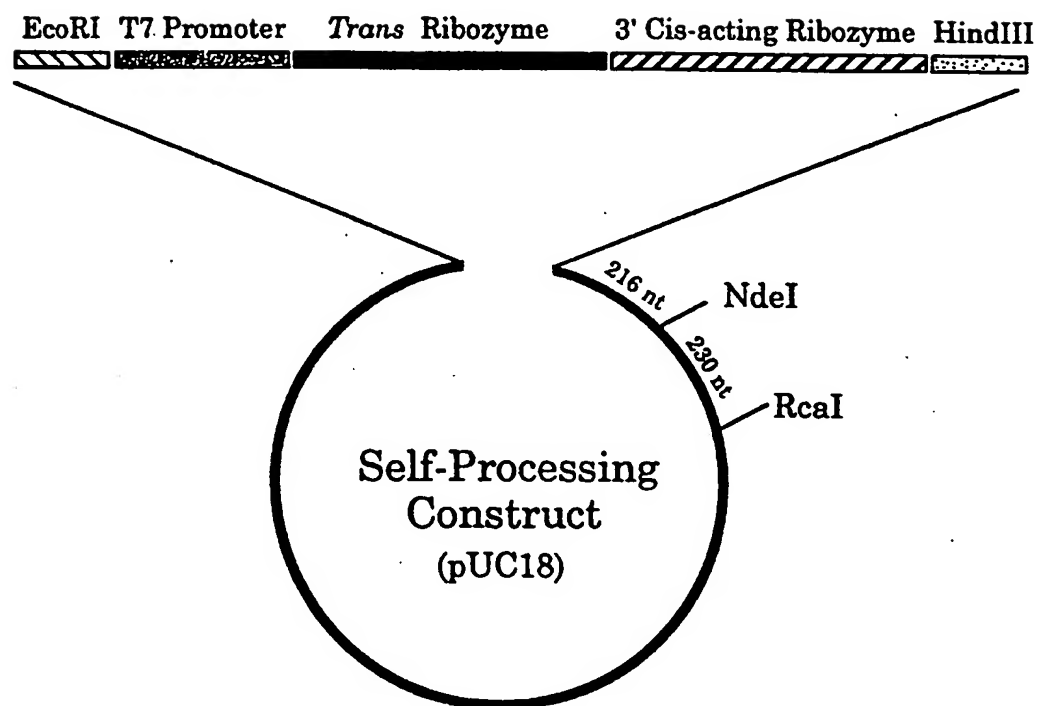 EcoRI T7 Promoter Trans Ribozyme 3' Cis-acting Ribozyme HindIII
216 nt
NdeI
230 nt
RcaI
Self-Processing
Construct
(pUC18)